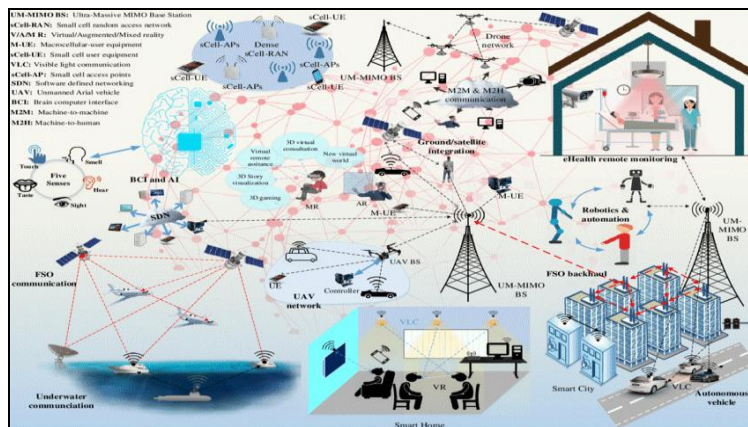 UM-MIMO BS: Ultra-Massive MIMO Base Station
sCell-RAN: Small cell random access network
V/A/M R: Virtual/Augmented/Mixed reality
M-UE: Macrocellular-user equipment
sCell-UE: Small cell user equipment
VLC: Visible light communication
sCell-AP: Small cell access points
SDN: Software defined networking
UAV: Unmanned Arial vehicle
BCI: Brain computer interface
M2M: Machine-to-machine
M2H: Machine-to-human
sCell-UE
sCell-APs
Dense
sCell-RAN
sCell-APs
sCell-UE
sCell-APs
sCell-UE
UM-MIMO BS
Drone
network
M2M & M2H
communication
eHealth remote monitoring
Touch
Smell
Five
Senses
Taste
Hear
Sight
BCI and AI
Virtual
remote
assistance
3D virtual
consultation
New virtual
world
3D Story
visualization
3D gaming
MR
AR
Ground/satellite
integration
M-UE
M-UE
SDN
Robotics &
automation
UM-
MIMO
BS
FSO
communication
UE
UAV BS
Controller
UAV
network
UM-MIMO
BS
FSO backhaul
VLC
VR
Smart Home
Underwater
communciation
Smart City
VLC
Autonomous
vehicle